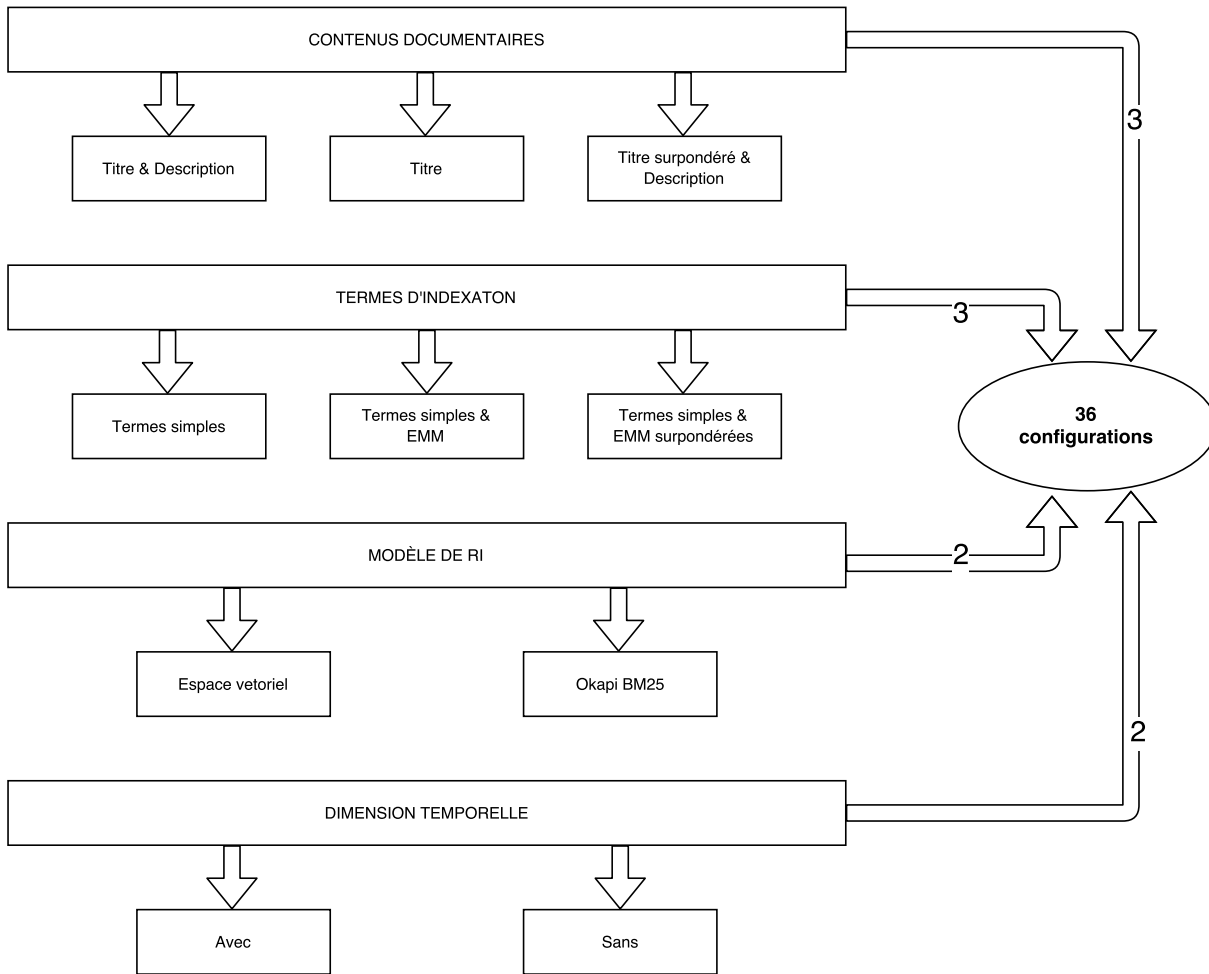 CONTENUS DOCUMENTAIRES
3
Titre & Description
Titre
Titre surpondéré &
Description
TERMES D'INDEXATON
3
Termes simples
Termes simples &
EMM
Termes simples &
EMM surpondérées
36
configurations
MODÈLE DE RI
2
Espace vetoriel
Okapi BM25
2
DIMENSION TEMPORELLE
Avec
Sans